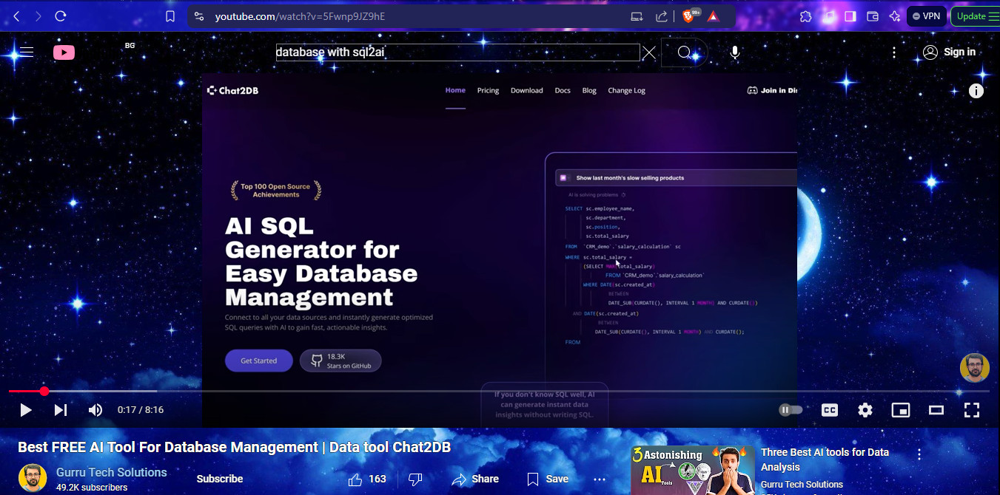 youtube.com/watch?v=5Fwnp9JZ9hE
99+
VPN
Update
BG
database with sql2ai
Sign in
Chat2DB
Home
Pricing
Download
Docs
Blog
Change Log
Join in Di
Top 100 Open Source
Achievements
AI SQL
Generator for
Easy Database
Management
Connect to all your data sources and instantly generate optimized
SQL queries with AI to gain fast, actionable insights.
Get Started
18.3K
Stars on GitHub
Show last month's slow selling products
AI is solving problems
SELECT sc.employee_name,
sc.department,
sc.position,
sc.total_salary
FROM `CRM_demo`.`salary_calculation` sc
WHERE sc.total_salary =
(SELECT MAX(total_salary)
FROM `CRM_demo`.`salary_calculation`
WHERE DATE(sc.created_at)
BETWEEN
DATE_SUB(CURDATE(), INTERVAL 1 MONTH) AND CURDATE())
AND DATE(sc.created_at)
BETWEEN
DATE_SUB(CURDATE(), INTERVAL 1 MONTH) AND CURDATE();
FROM
If you don't know SQL well, AI
can generate instant data
insights without writing SQL.
0:17 / 8:16
CC
Best FREE AI Tool For Database Management | Data tool Chat2DB
Gurru Tech Solutions
49.2K subscribers
Subscribe
163
Share
Save
3 Astonishing
AI
Tools
Three Best AI tools for Data
Analysis
Gurru Tech Solutions